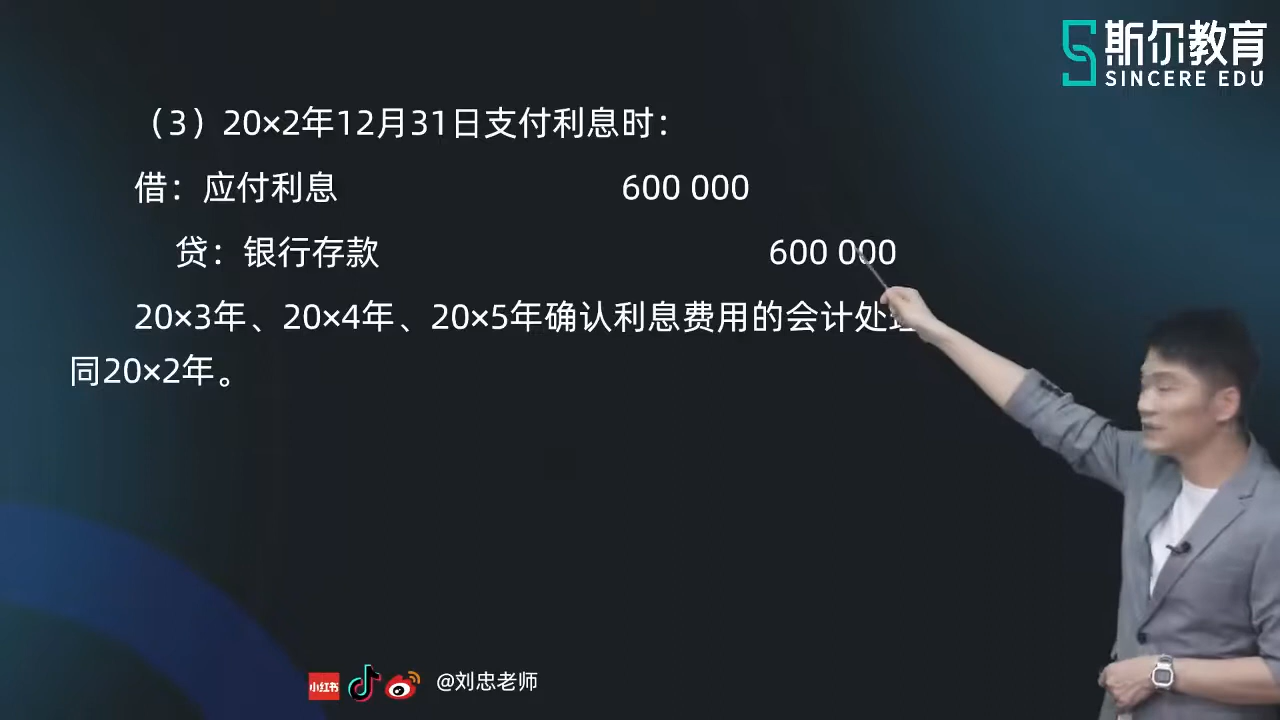 斯尔教育
SINCERE EDU
（3）20×2年12月31日支付利息时：
借：应付利息 600 000
贷：银行存款 600 000
20×3年、20×4年、20×5年确认利息费用的会计处理
同20×2年。
小红书
@刘忠老师